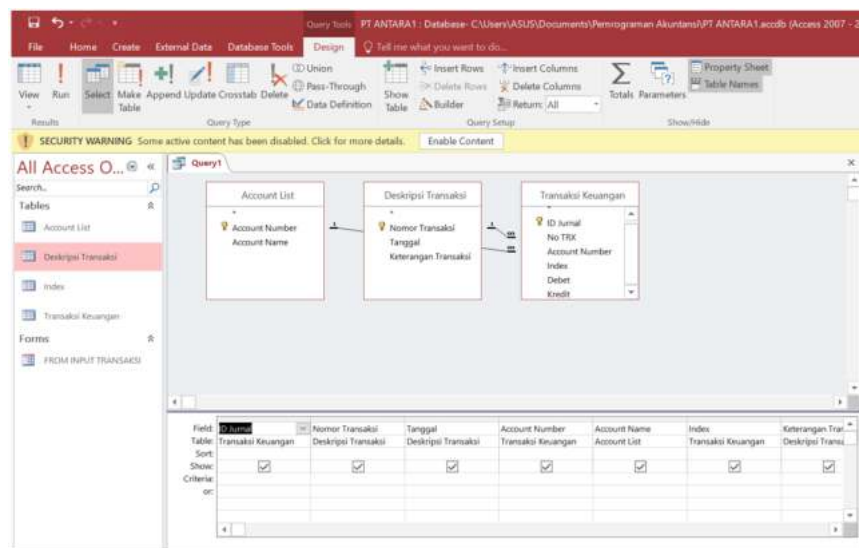 Query Tools PT ANTARA1 : Database- C:\Users\ASUS\Documents\Pemrograman Akuntansi\PT ANTARA1.accdb (Access 2007 - 2
File Home Create External Data Database Tools Design Tell me what you want to do...
View Run Select Make Table Append Update Crosstab Delete
Union
Pass-Through
Data Definition
Show Table
Insert Rows
Delete Rows
Builder
Insert Columns
Delete Columns
Return: All
Totals Parameters
Property Sheet
Table Names
Results Query Type Query Setup Show/Hide
SECURITY WARNING Some active content has been disabled. Click for more details. Enable Content
All Access O...
Search..
Tables
Account List
Deskripsi Transaksi
Index
Transaksi Keuangan
Forms
FROM INPUT TRANSAKSI
Query1
Account List
*
Account Number
Account Name
Deskripsi Transaksi
*
Nomor Transaksi
Tanggal
Keterangan Transaksi
Transaksi Keuangan
ID Jurnal
No TRX
Account Number
Index
Debet
Kredit
Field: ID Jurnal Nomor Transaksi Tanggal Account Number Account Name Index Keterangan Tran
Table: Transaksi Keuangan Deskripsi Transaksi Deskripsi Transaksi Transaksi Keuangan Account List Transaksi Keuangan Deskripsi Transa
Sort:
Show:
Criteria:
or: